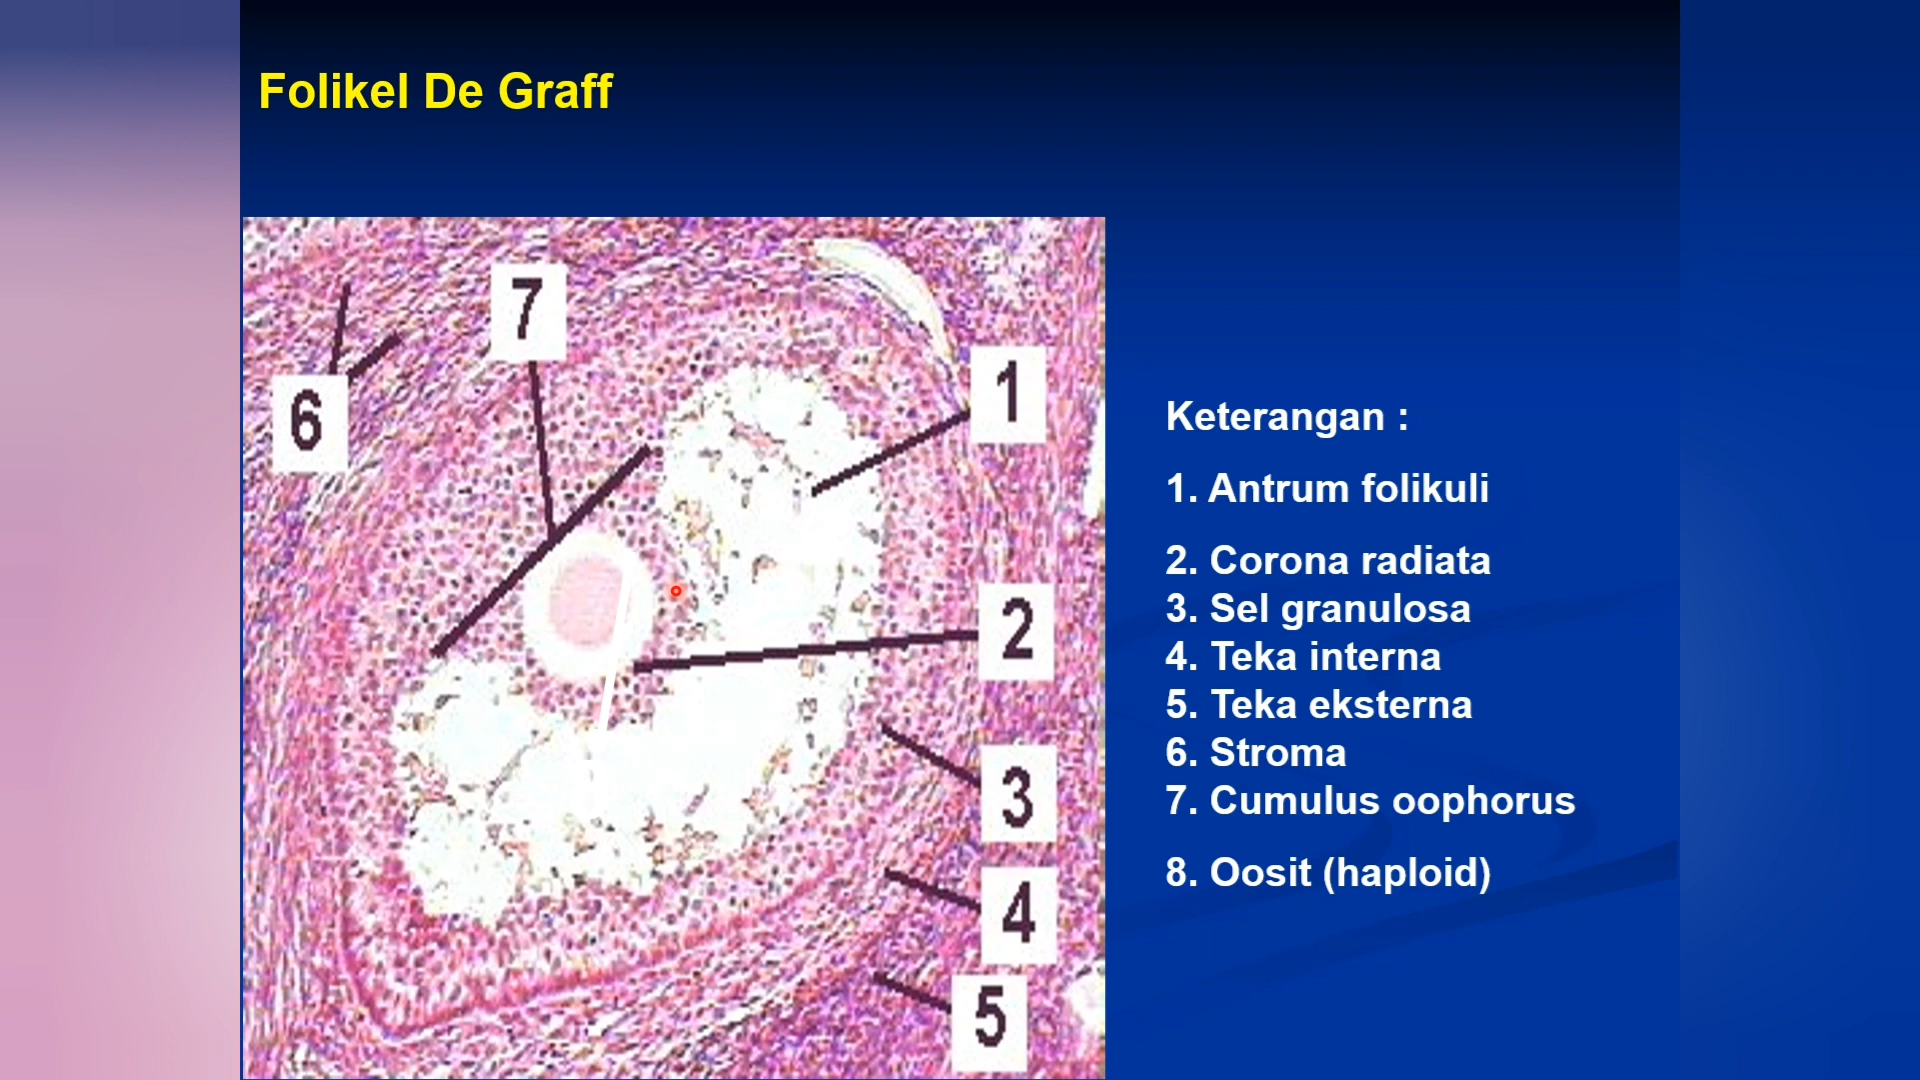 Folikel De Graff
7
1
6
2
3
4
5
Keterangan :
1. Antrum folikuli
2. Corona radiata
3. Sel granulosa
4. Teka interna
5. Teka eksterna
6. Stroma
7. Cumulus oophorus
8. Oosit (haploid)